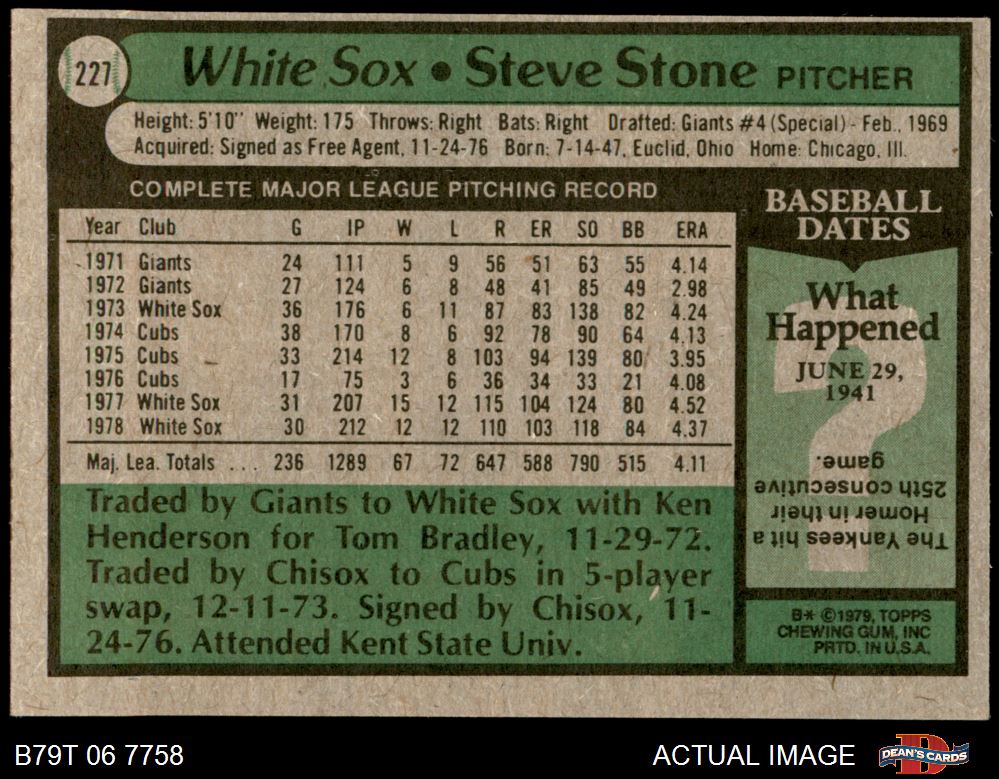 227
White Sox • Steve Stone PITCHER
Height: 5'10" Weight: 175 Throws: Right Bats: Right Drafted: Giants #4 (Special) - Feb., 1969
Acquired: Signed as Free Agent, 11-24-76 Born: 7-14-47, Euclid, Ohio Home: Chicago, Ill.
COMPLETE MAJOR LEAGUE PITCHING RECORD
Year Club G IP W L R ER SO BB ERA
1971 Giants 24 111 5 9 56 51 63 55 4.14
1972 Giants 27 124 6 8 48 41 85 49 2.98
1973 White Sox 36 176 6 11 87 83 138 82 4.24
1974 Cubs 38 170 8 6 92 78 90 64 4.13
1975 Cubs 33 214 12 8 103 94 139 80 3.95
1976 Cubs 17 75 3 6 36 34 33 21 4.08
1977 White Sox 31 207 15 12 115 104 124 80 4.52
1978 White Sox 30 212 12 12 110 103 118 84 4.37
Maj. Lea. Totals ... 236 1289 67 72 647 588 790 515 4.11
Traded by Giants to White Sox with Ken
Henderson for Tom Bradley, 11-29-72.
Traded by Chisox to Cubs in 5-player
swap, 12-11-73. Signed by Chisox, 11-
24-76. Attended Kent State Univ.
BASEBALL
DATES
What
Happened
JUNE 29,
1941
The Yankees hit a
Homer in their
25th consecutive
game.
B* ©1979, TOPPS
CHEWING GUM, INC
PRTD. IN U.S.A.
B79T 06 7758
ACTUAL IMAGE
D
DEAN'S CARDS